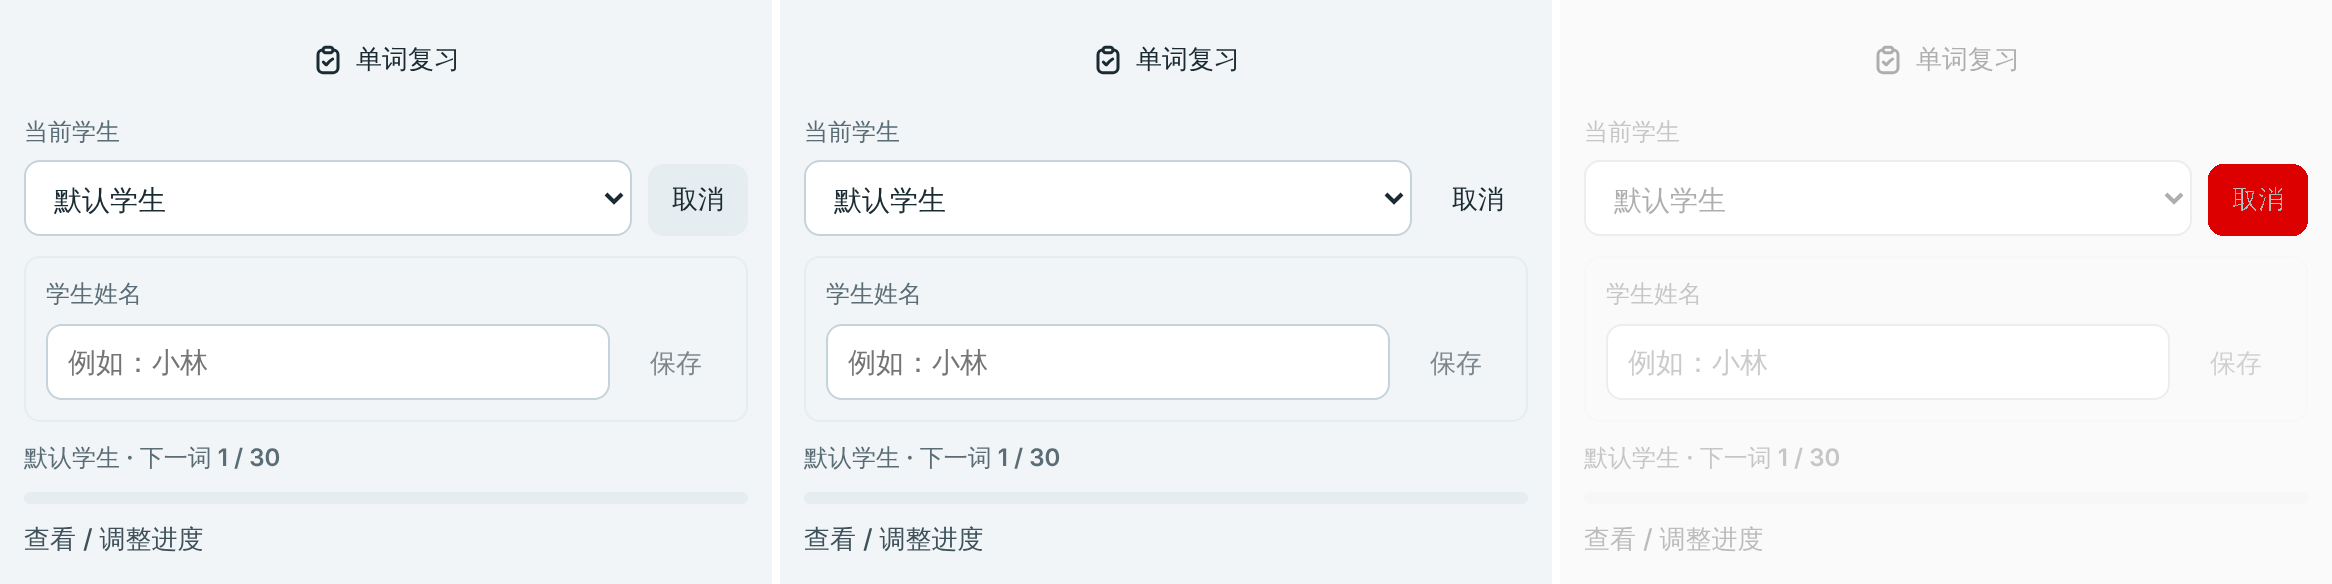 单词复习
当前学生
默认学生 取消
学生姓名
例如：小林 保存
默认学生 · 下一词 1 / 30
查看 / 调整进度
单词复习
当前学生
默认学生 取消
学生姓名
例如：小林 保存
默认学生 · 下一词 1 / 30
查看 / 调整进度
单词复习
当前学生
默认学生 取消
学生姓名
例如：小林 保存
默认学生 · 下一词 1 / 30
查看 / 调整进度